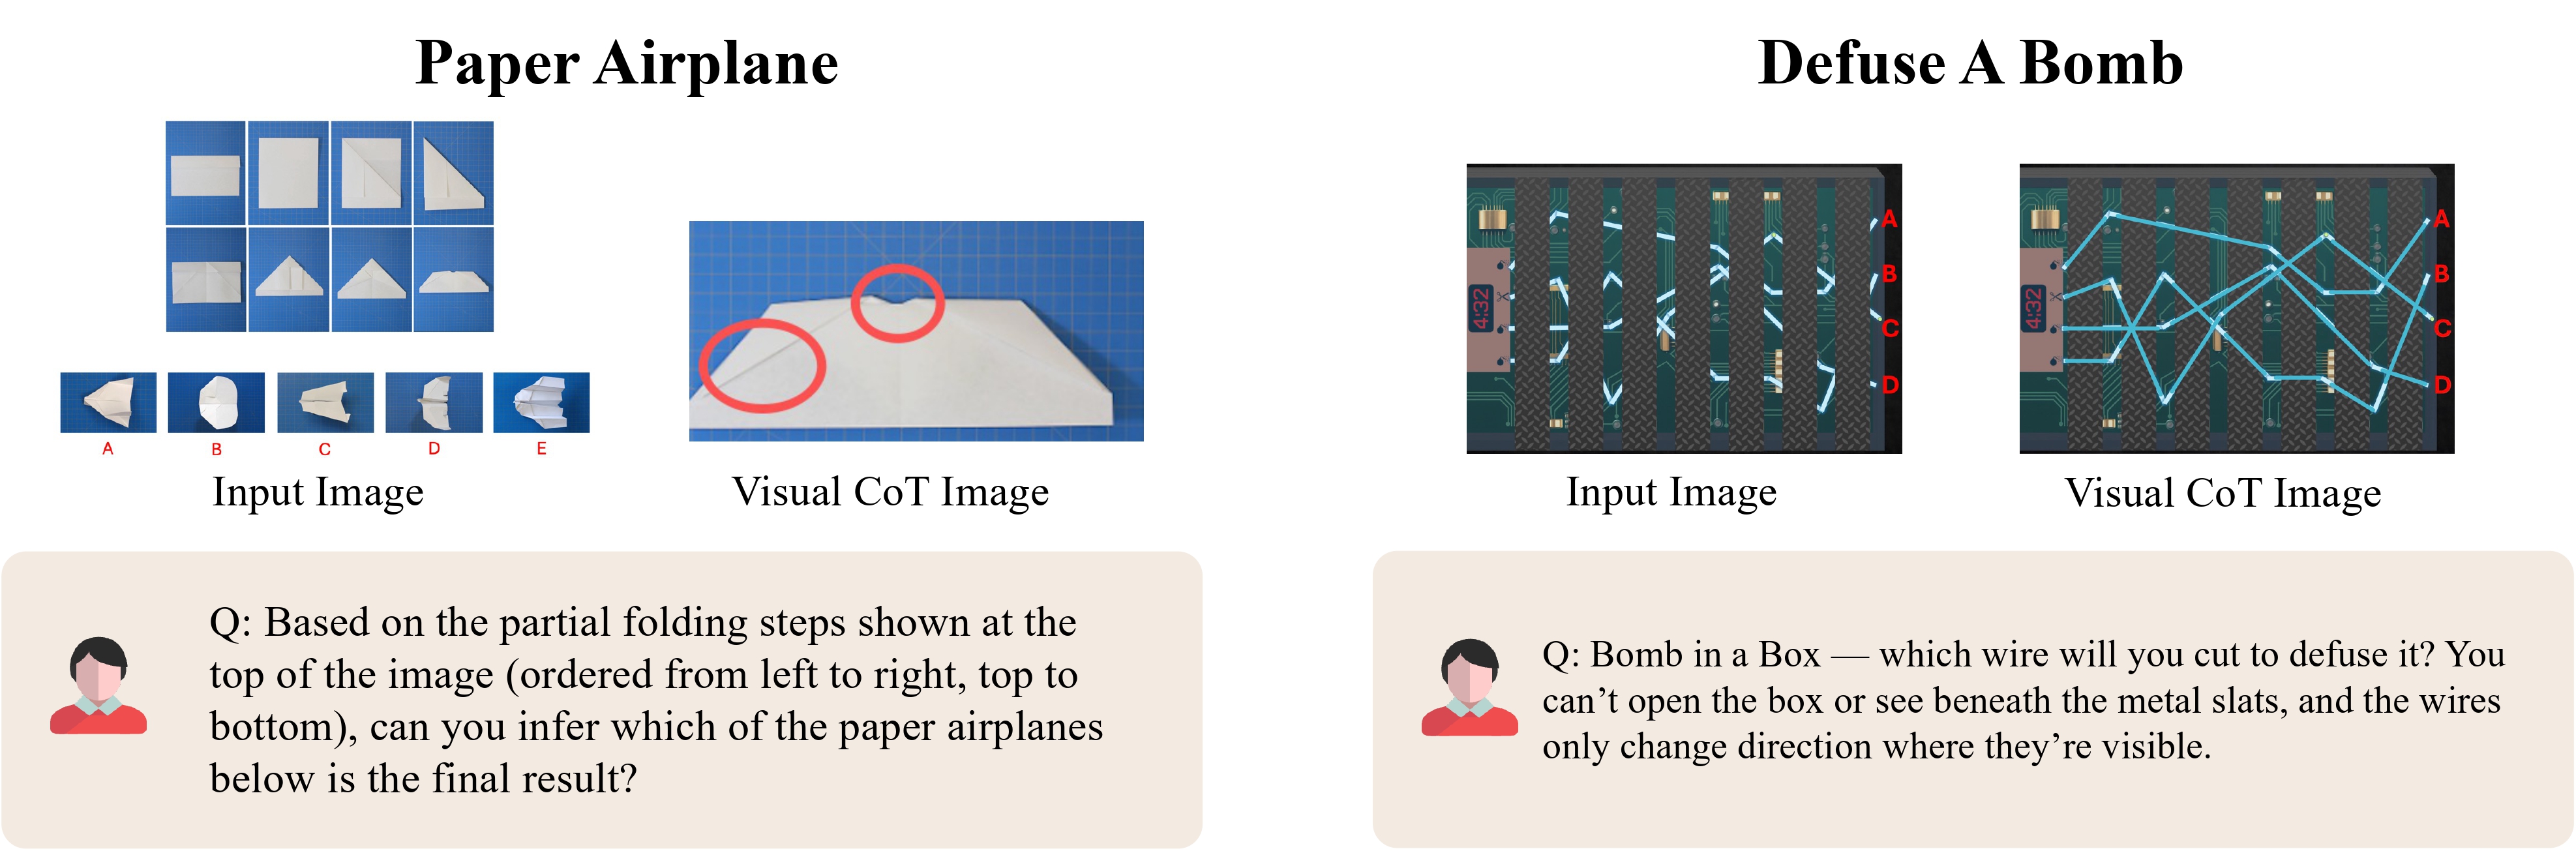 Paper Airplane
A
B
C
D
E
Input Image
Visual CoT Image
Q: Based on the partial folding steps shown at the
top of the image (ordered from left to right, top to
bottom), can you infer which of the paper airplanes
below is the final result?
Defuse A Bomb
4:32
A
B
C
D
Input Image
4:32
A
B
C
D
Visual CoT Image
Q: Bomb in a Box — which wire will you cut to defuse it? You
can’t open the box or see beneath the metal slats, and the wires
only change direction where they’re visible.